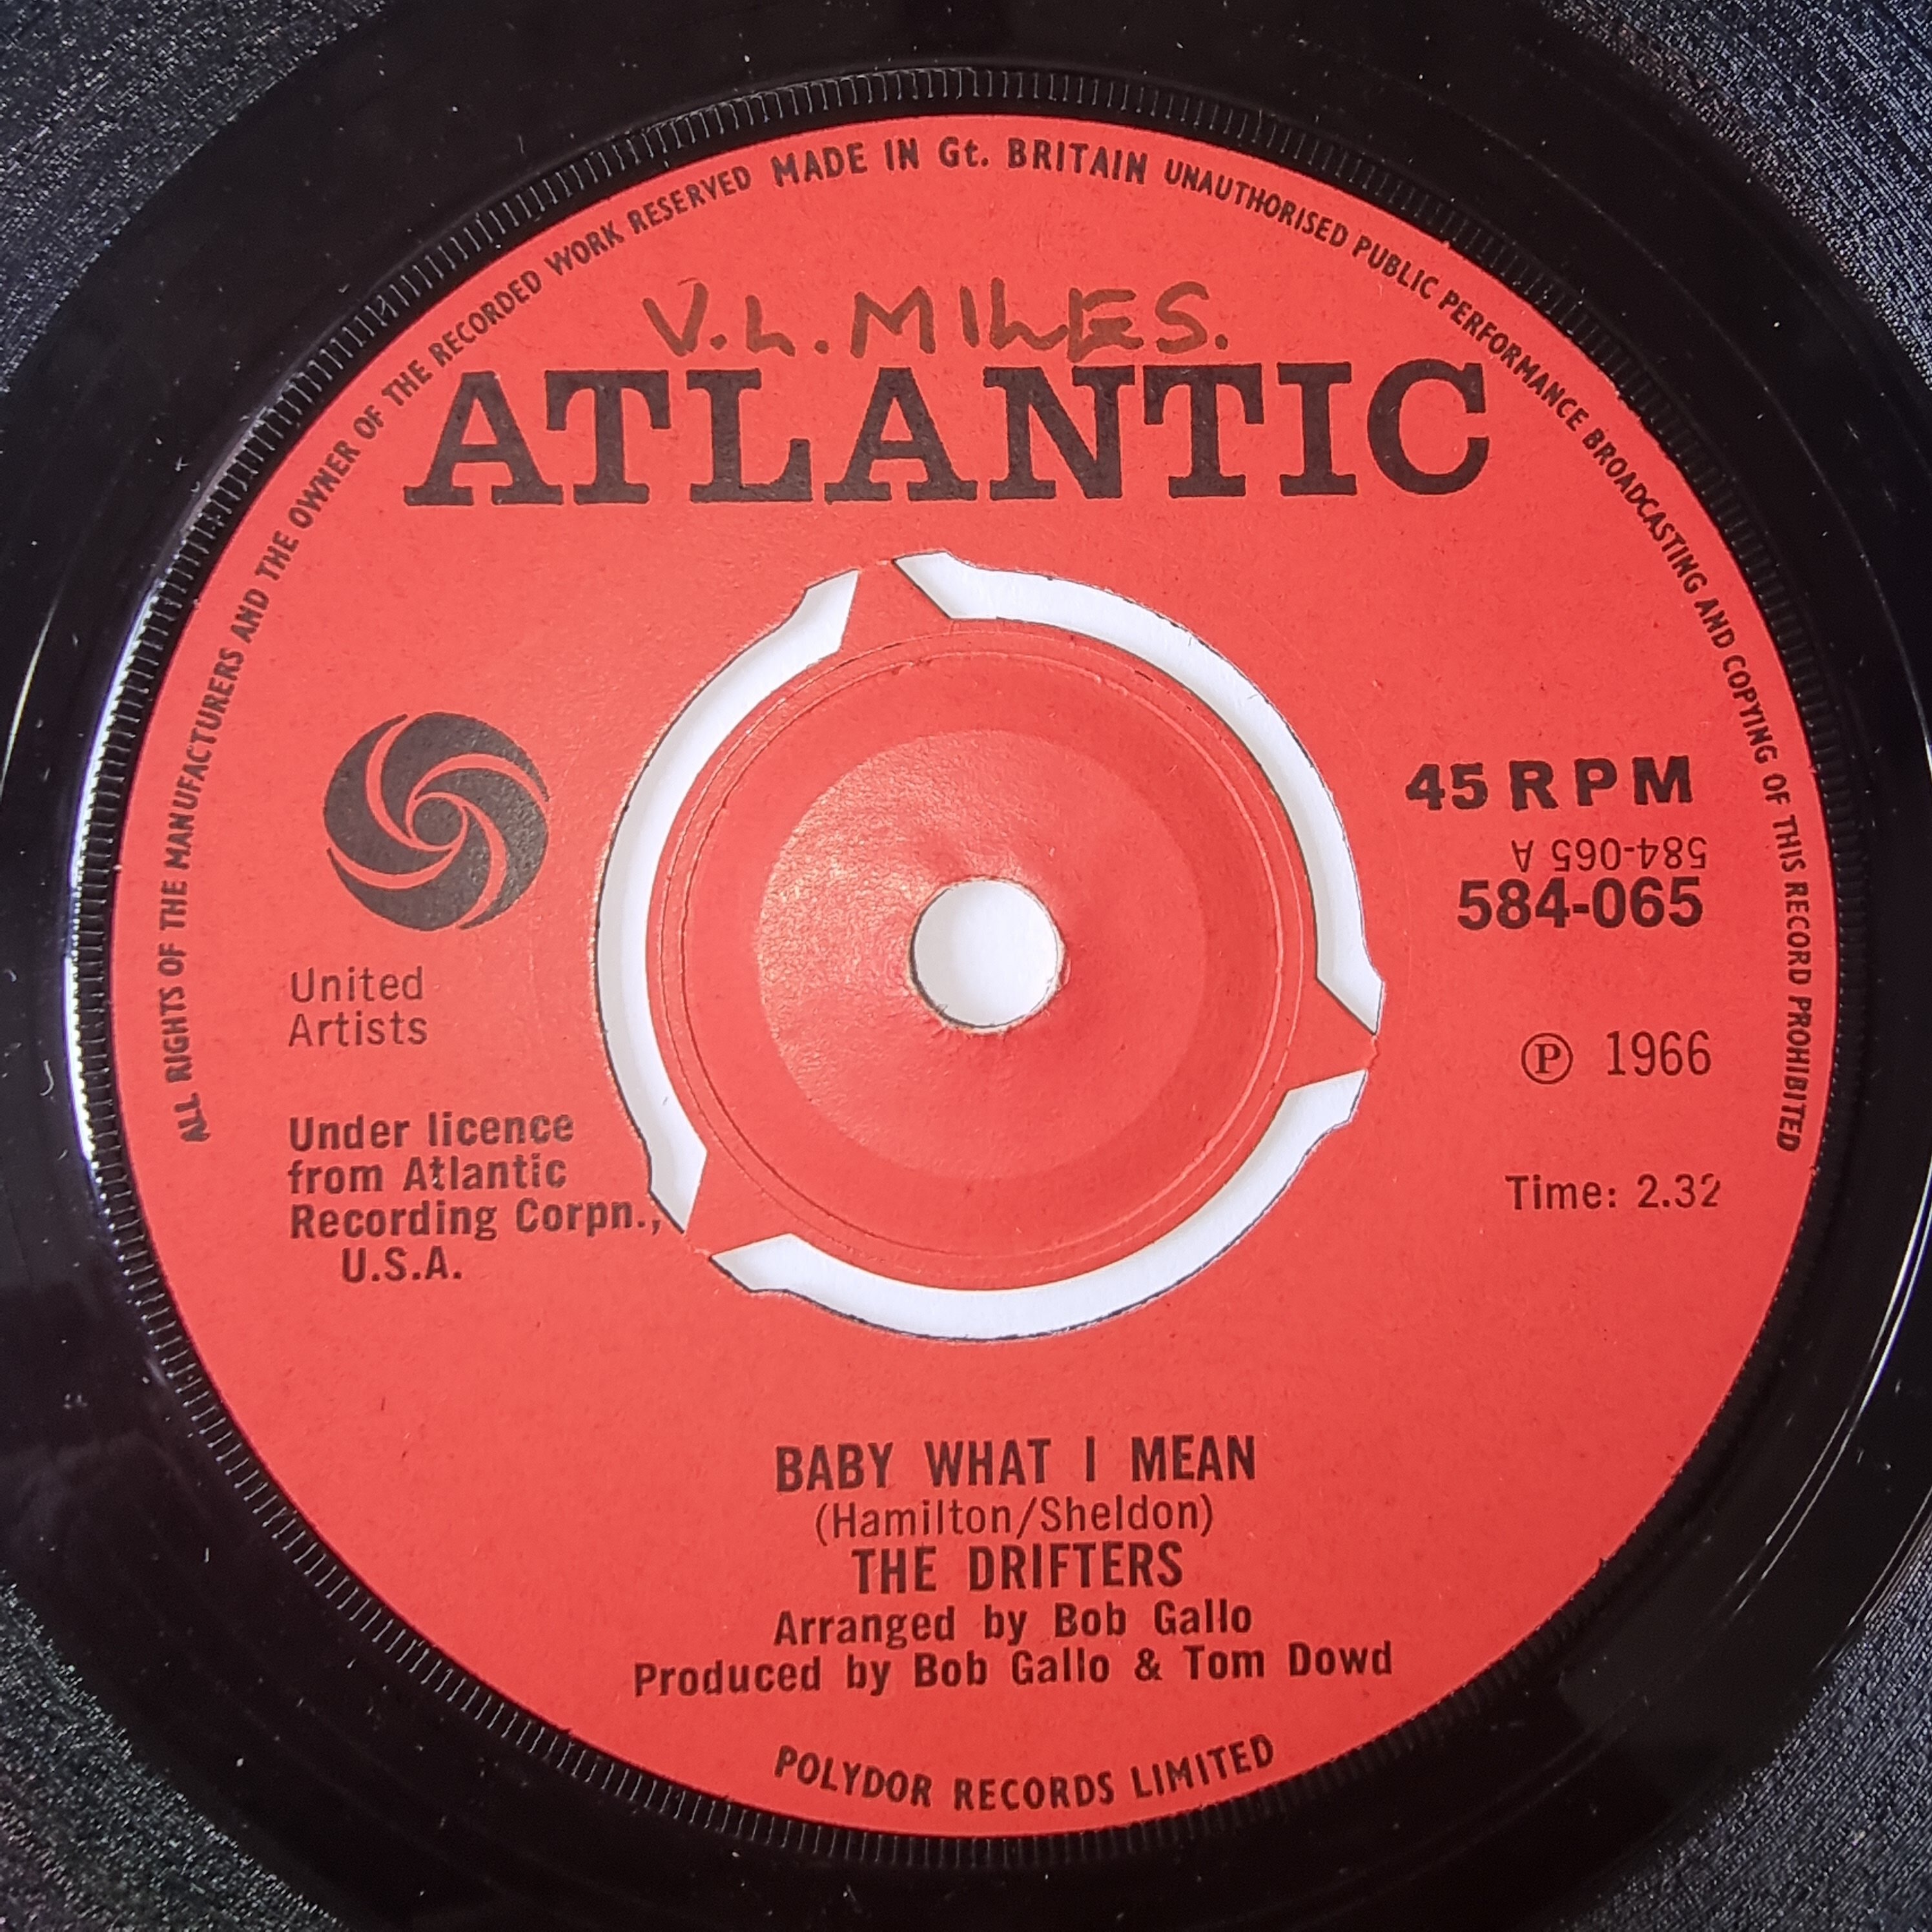 ALL RIGHTS OF THE MANUFACTURERS AND THE OWNER OF THE RECORDED WORK RESERVED MADE IN Gt. BRITAIN UNAUTHORISED PUBLIC PERFORMANCE BROADCASTING AND COPYING OF THIS RECORD PROHIBITED
V.L. MILES.
ATLANTIC
United
Artists
Under licence
from Atlantic
Recording Corpn.,
U.S.A.
45 RPM
584-065 A
584-065
Ⓟ 1966
Time: 2.32
BABY WHAT I MEAN
(Hamilton/Sheldon)
THE DRIFTERS
Arranged by Bob Gallo
Produced by Bob Gallo & Tom Dowd
POLYDOR RECORDS LIMITED